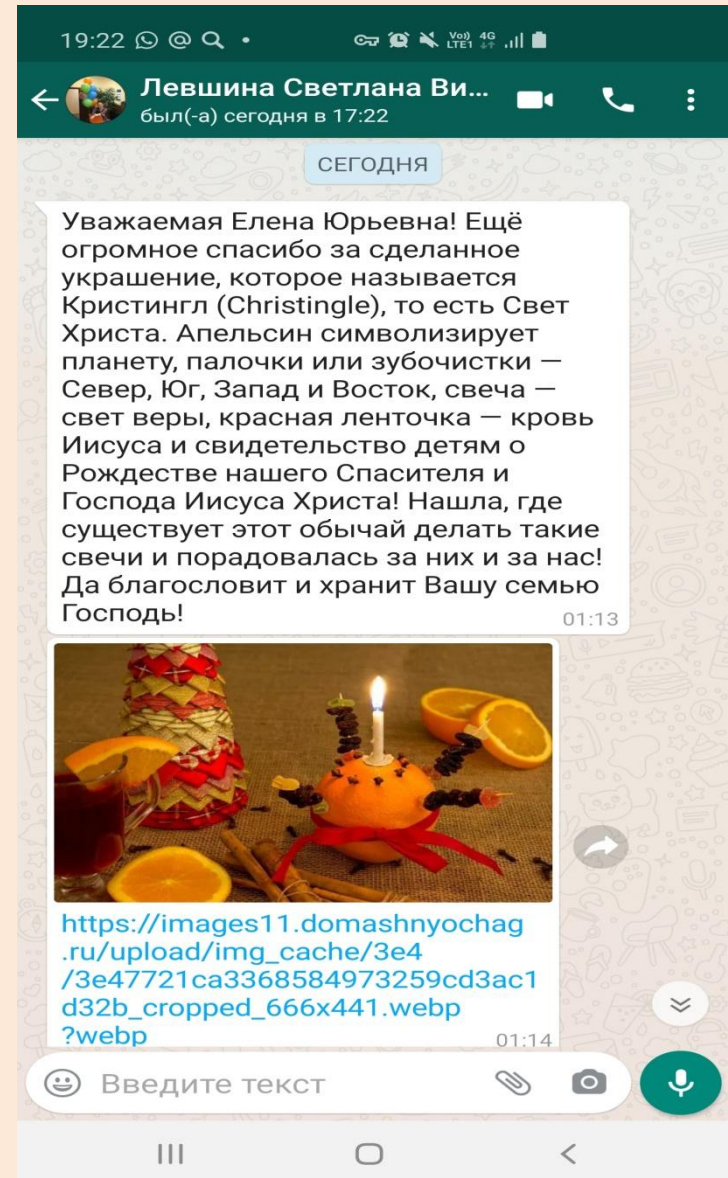 19:22
Vo)) 4G
LTE1
Левшина Светлана Ви...
был(-а) сегодня в 17:22
СЕГОДНЯ
Уважаемая Елена Юрьевна! Ещё
огромное спасибо за сделанное
украшение, которое называется
Кристингл (Christingle), то есть Свет
Христа. Апельсин символизирует
планету, палочки или зубочистки —
Север, Юг, Запад и Восток, свеча —
свет веры, красная ленточка — кровь
Иисуса и свидетельство детям о
Рождестве нашего Спасителя и
Господа Иисуса Христа! Нашла, где
существует этот обычай делать такие
свечи и порадовалась за них и за нас!
Да благословит и хранит Вашу семью
Господь!
01:13
https://images11.domashnyochag
.ru/upload/img_cache/3e4
/3e47721ca3368584973259cd3ac1
d32b_cropped_666x441.webp
?webp
01:14
Введите текст